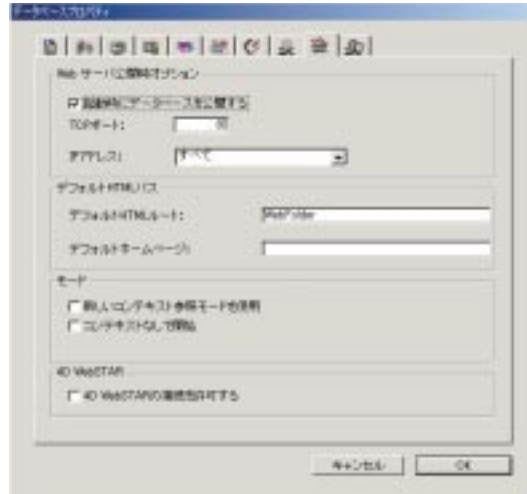 データベースプロパティ
Web サーバ公開時オプション
起動時にデータベースを公開する
TCPポート: 80
IPアドレス: すべて
デフォルトHTMLパス
デフォルトHTMLルート: WebFolder
デフォルトホームページ:
モード
新しいコンテキスト参照モードを使用
コンテキストなしで開始
4D WebSTAR
4D WebSTARの接続を許可する
キャンセル OK